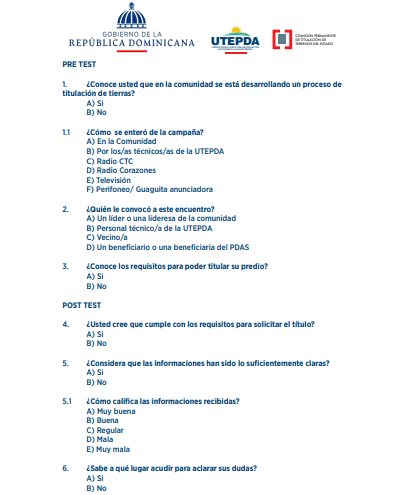 GOBIERNO DE LA
REPÚBLICA DOMINICANA
UTEPDA
COMISIÓN PERMANENTE
DE TITULACIÓN DE
TERRENOS DEL ESTADO
PRE TEST
1. ¿Conoce usted que en la comunidad se está desarrollando un proceso de
titulación de tierras?
A) Si
B) No
1.1 ¿Cómo se enteró de la campaña?
A) En la Comunidad
B) Por los/as técnicos/as de la UTEPDA
C) Radio CTC
D) Radio Corazones
E) Televisión
F) Perifoneo/ Guaguita anunciadora
2. ¿Quién le convocó a este encuentro?
A) Un líder o una lideresa de la comunidad
B) Personal técnico/a de la UTEPDA
C) Vecino/a
D) Un beneficiario o una beneficiaria del PDAS
3. ¿Conoce los requisitos para poder titular su predio?
A) Si
B) No
POST TEST
4. ¿Usted cree que cumple con los requisitos para solicitar el título?
A) Si
B) No
5. ¿Considera que las informaciones han sido lo suficientemente claras?
A) Si
B) No
5.1 ¿Cómo califica las informaciones recibidas?
A) Muy buena
B) Buena
C) Regular
D) Mala
E) Muy mala
6. ¿Sabe a qué lugar acudir para aclarar sus dudas?
A) Si
B) No